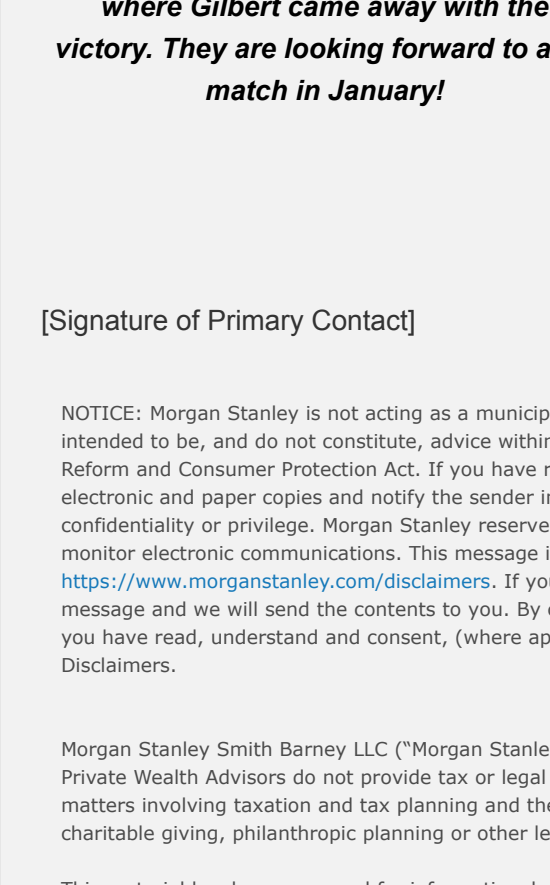 where Gilbert came away with the
victory. They are looking forward to a
match in January!
[Signature of Primary Contact]
NOTICE: Morgan Stanley is not acting as a municip
intended to be, and do not constitute, advice within
Reform and Consumer Protection Act. If you have r
electronic and paper copies and notify the sender i
confidentiality or privilege. Morgan Stanley reserve
monitor electronic communications. This message i
https://www.morganstanley.com/disclaimers. If you
message and we will send the contents to you. By
you have read, understand and consent, (where ap
Disclaimers.
Morgan Stanley Smith Barney LLC (“Morgan Stanle
Private Wealth Advisors do not provide tax or legal
matters involving taxation and tax planning and the
charitable giving, philanthropic planning or other le